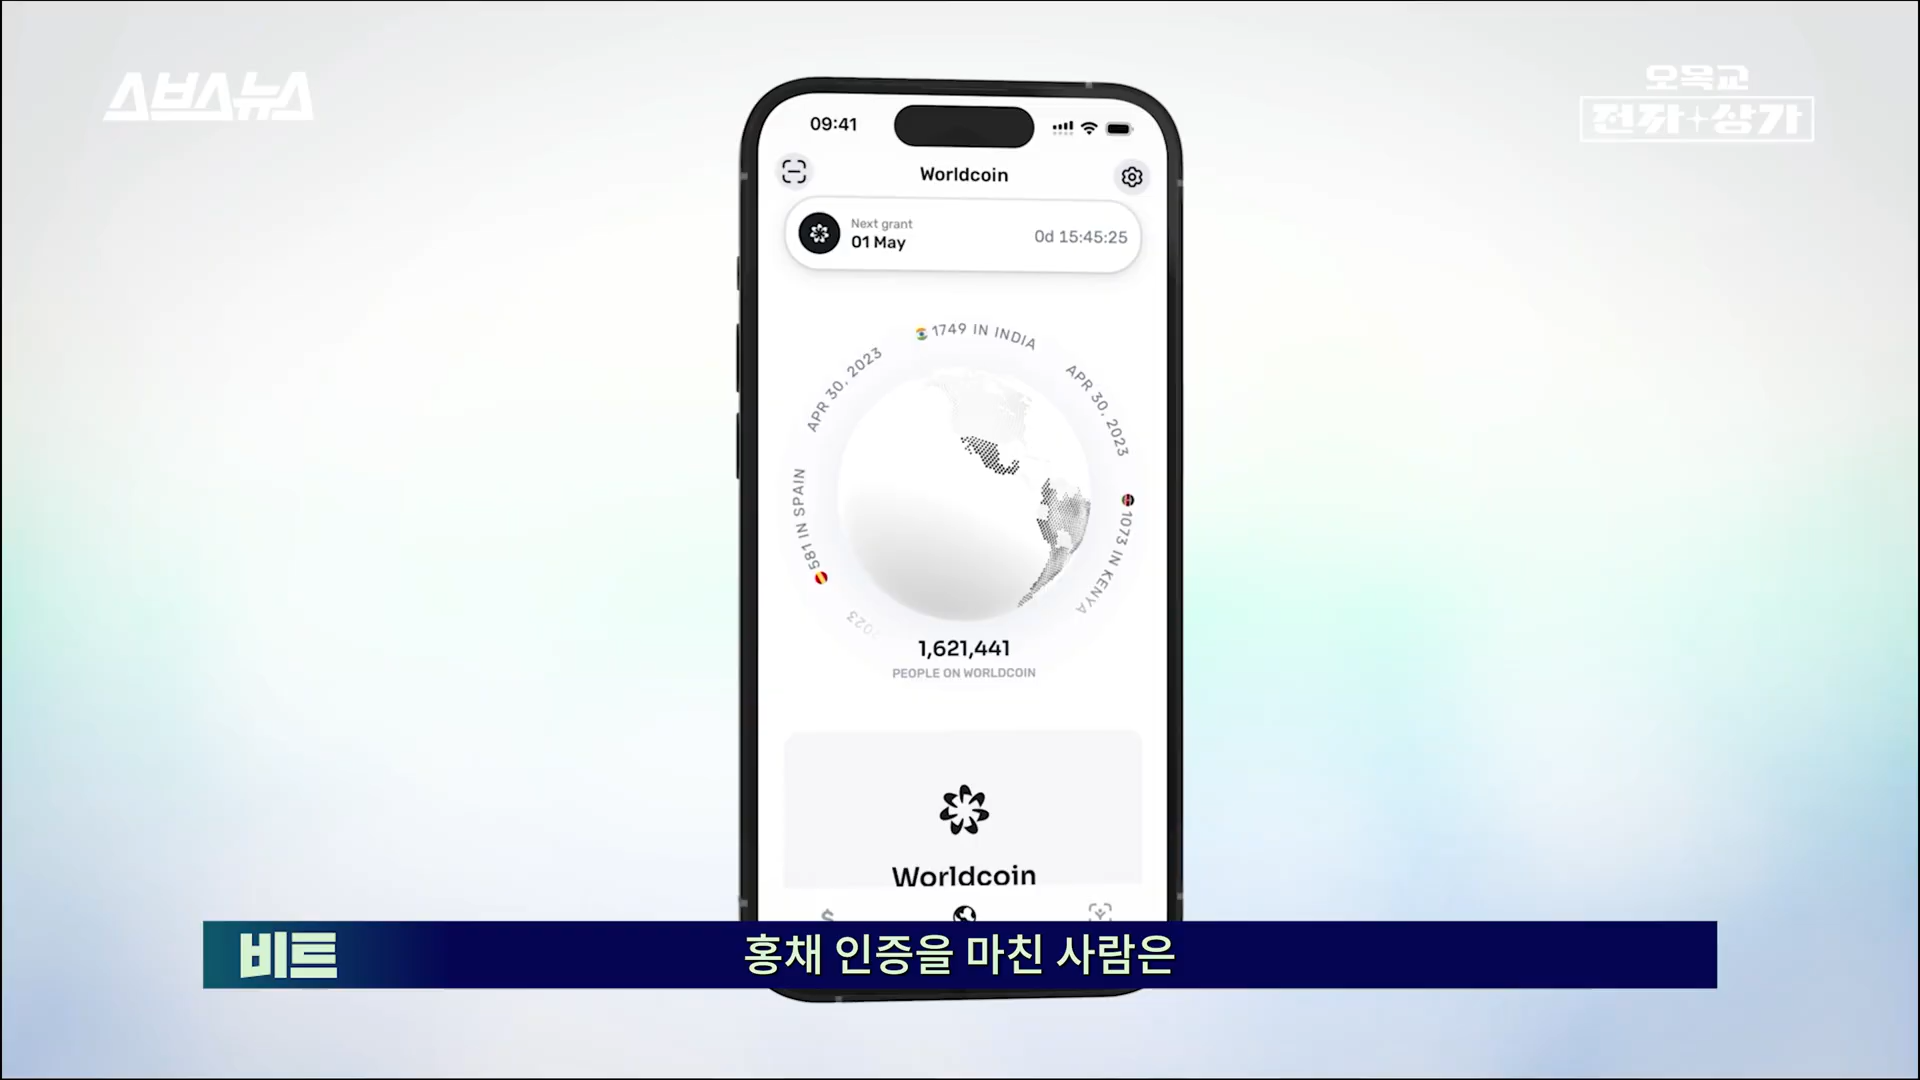 스브스뉴스
오목교
전자+상가
09:41
Worldcoin
Next grant
01 May
0d 15:45:25
1749 IN INDIA
APR 30, 2023
APR 30, 2023
581 IN SPAIN
1073 IN KENYA
2023
1,621,441
PEOPLE ON WORLDCOIN
Worldcoin
$
비트
홍채 인증을 마친 사람은